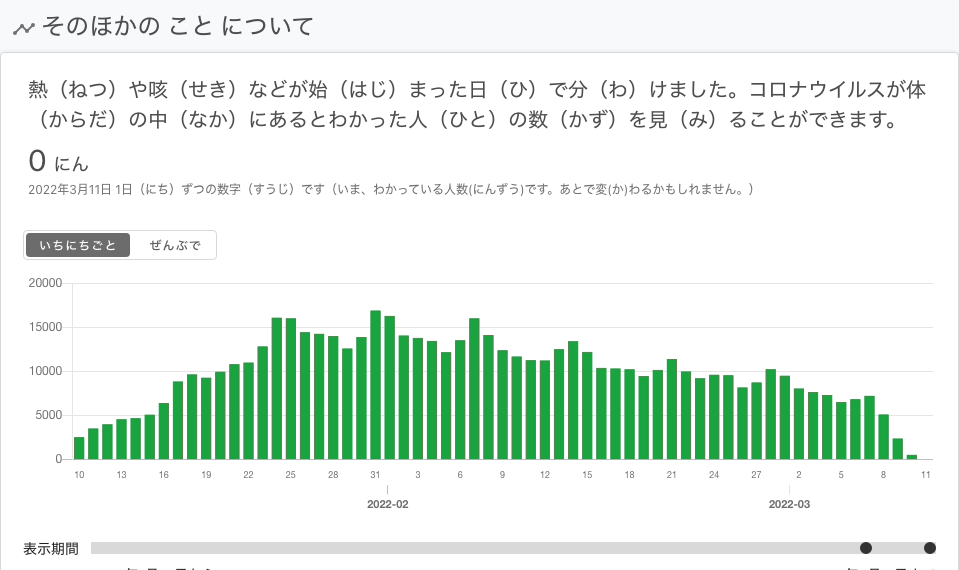 そのほかの こと について
熱（ねつ）や咳（せき）などが始（はじ）まった日（ひ）で分（わ）けました。コロナウイルスが体
（からだ）の中（なか）にあるとわかった人（ひと）の数（かず）を見（み）ることができます。
0 にん
2022年3月11日 1日（にち）ずつの数字（すうじ）です（いま、わかっている人数(にんずう)です。あとで変(か)わるかもしれません。）
いちにちごと ぜんぶで
20000
15000
10000
5000
0
10 13 16 19 22 25 28 31 3 6 9 12 15 18 21 24 27 2 5 8 11
2022-02 2022-03
表示期間